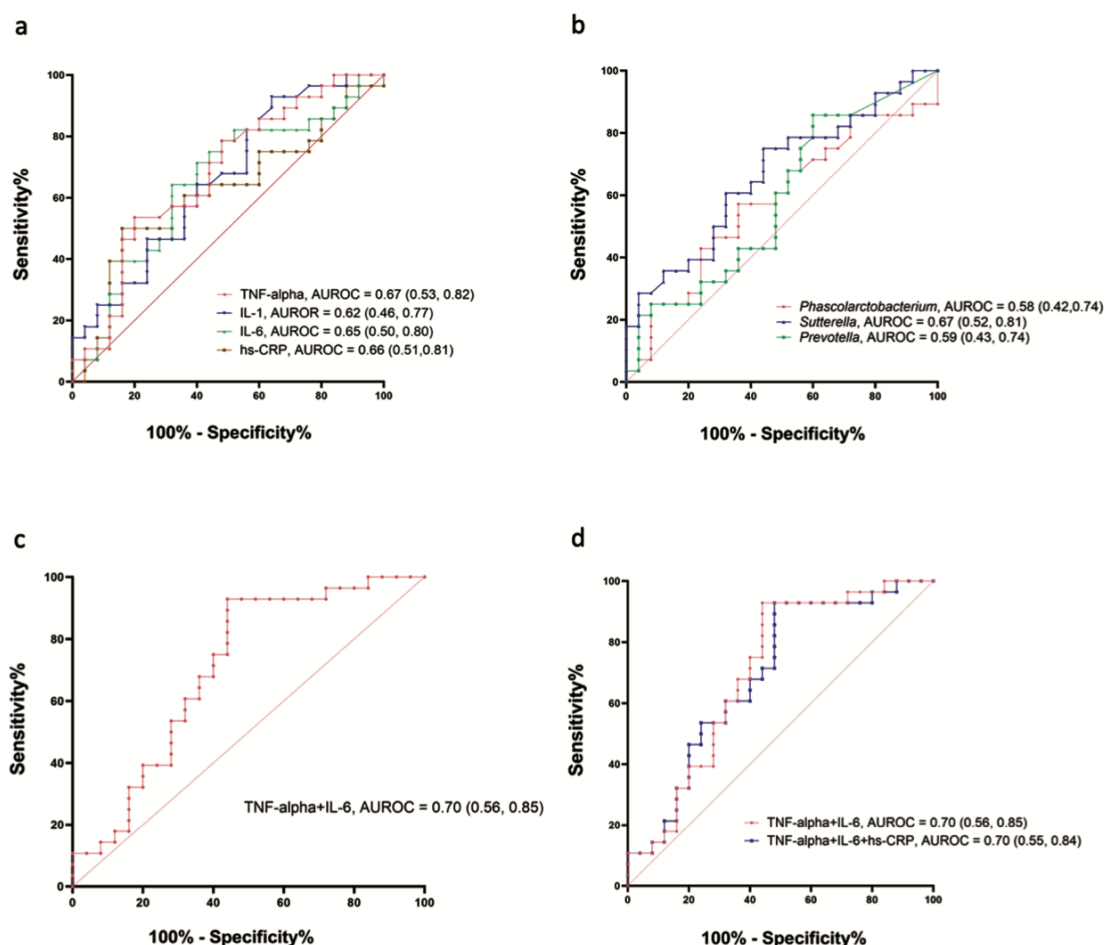 a
Sensitivity%
100
80
60
40
20
0
0 20 40 60 80 100
100% - Specificity%
TNF-alpha, AUROC = 0.67 (0.53, 0.82)
IL-1, AUROR = 0.62 (0.46, 0.77)
IL-6, AUROC = 0.65 (0.50, 0.80)
hs-CRP, AUROC = 0.66 (0.51,0.81)
b
Sensitivity%
100
80
60
40
20
0
0 20 40 60 80 100
100% - Specificity%
Phascolarctobacterium, AUROC = 0.58 (0.42,0.74)
Sutterella, AUROC = 0.67 (0.52, 0.81)
Prevotella, AUROC = 0.59 (0.43, 0.74)
c
Sensitivity%
100
80
60
40
20
0
0 20 40 60 80 100
100% - Specificity%
TNF-alpha+IL-6, AUROC = 0.70 (0.56, 0.85)
d
Sensitivity%
100
80
60
40
20
0
0 20 40 60 80 100
100% - Specificity%
TNF-alpha+IL-6, AUROC = 0.70 (0.56, 0.85)
TNF-alpha+IL-6+hs-CRP, AUROC = 0.70 (0.55, 0.84)